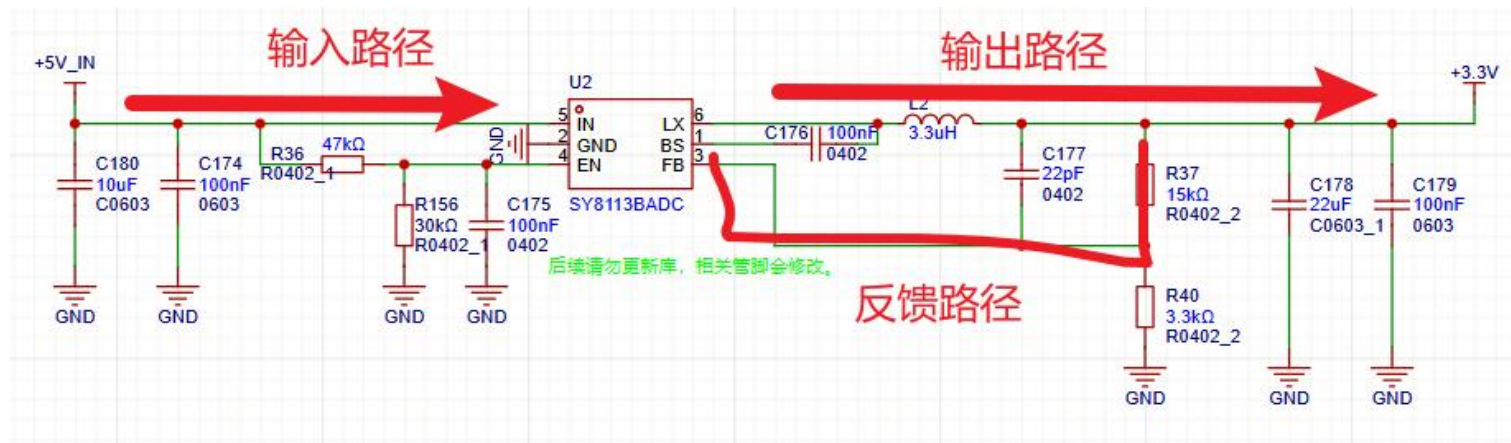 输入路径
输出路径
+5V_IN
+3.3V
U2
5
IN
2
GND
4
EN
LX
6
BS
1
FB
3
SY8113BADC
GND
L2
3.3uH
C176
100nF
0402
R36
47kΩ
R0402_1
C180
10uF
C0603
C174
100nF
0603
R156
30kΩ
R0402_1
C175
100nF
0402
C177
22pF
0402
R37
15kΩ
R0402_2
C178
22uF
C0603_1
C179
100nF
0603
后续请勿更新库，相关管脚会修改。
反馈路径
R40
3.3kΩ
R0402_2
GND
GND
GND
GND
GND
GND
GND